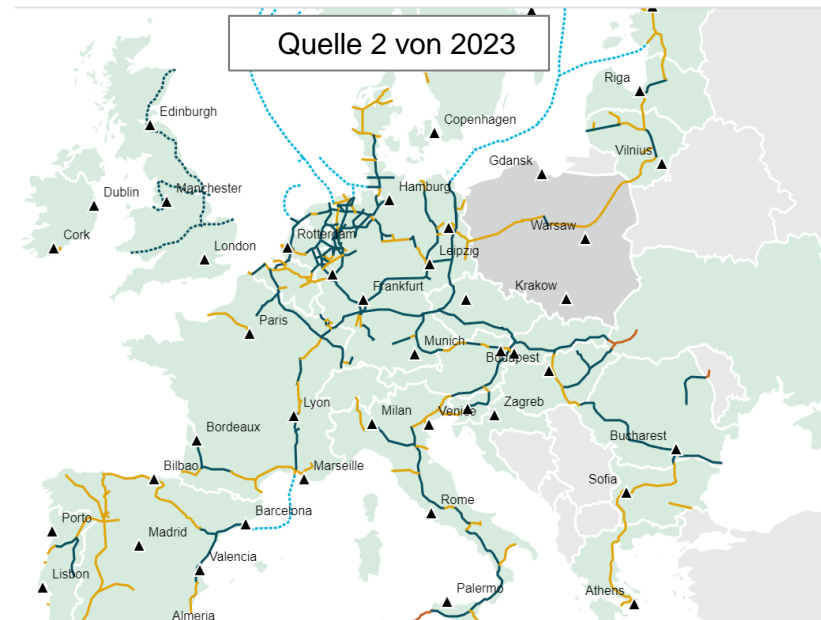 Quelle 2 von 2023
Riga
Edinburgh
Copenhagen
Vilnius
Gdansk
Manchester
Hamburg
Dublin
Warsaw
Cork
Rotterdam
London
Leipzig
Frankfurt
Krakow
Paris
Munich
Budapest
Lyon
Milan
Venice
Zagreb
Bordeaux
Bucharest
Bilbao
Marseille
Sofia
Rome
Barcelona
Porto
Madrid
Valencia
Lisbon
Palermo
Athens
Almeria